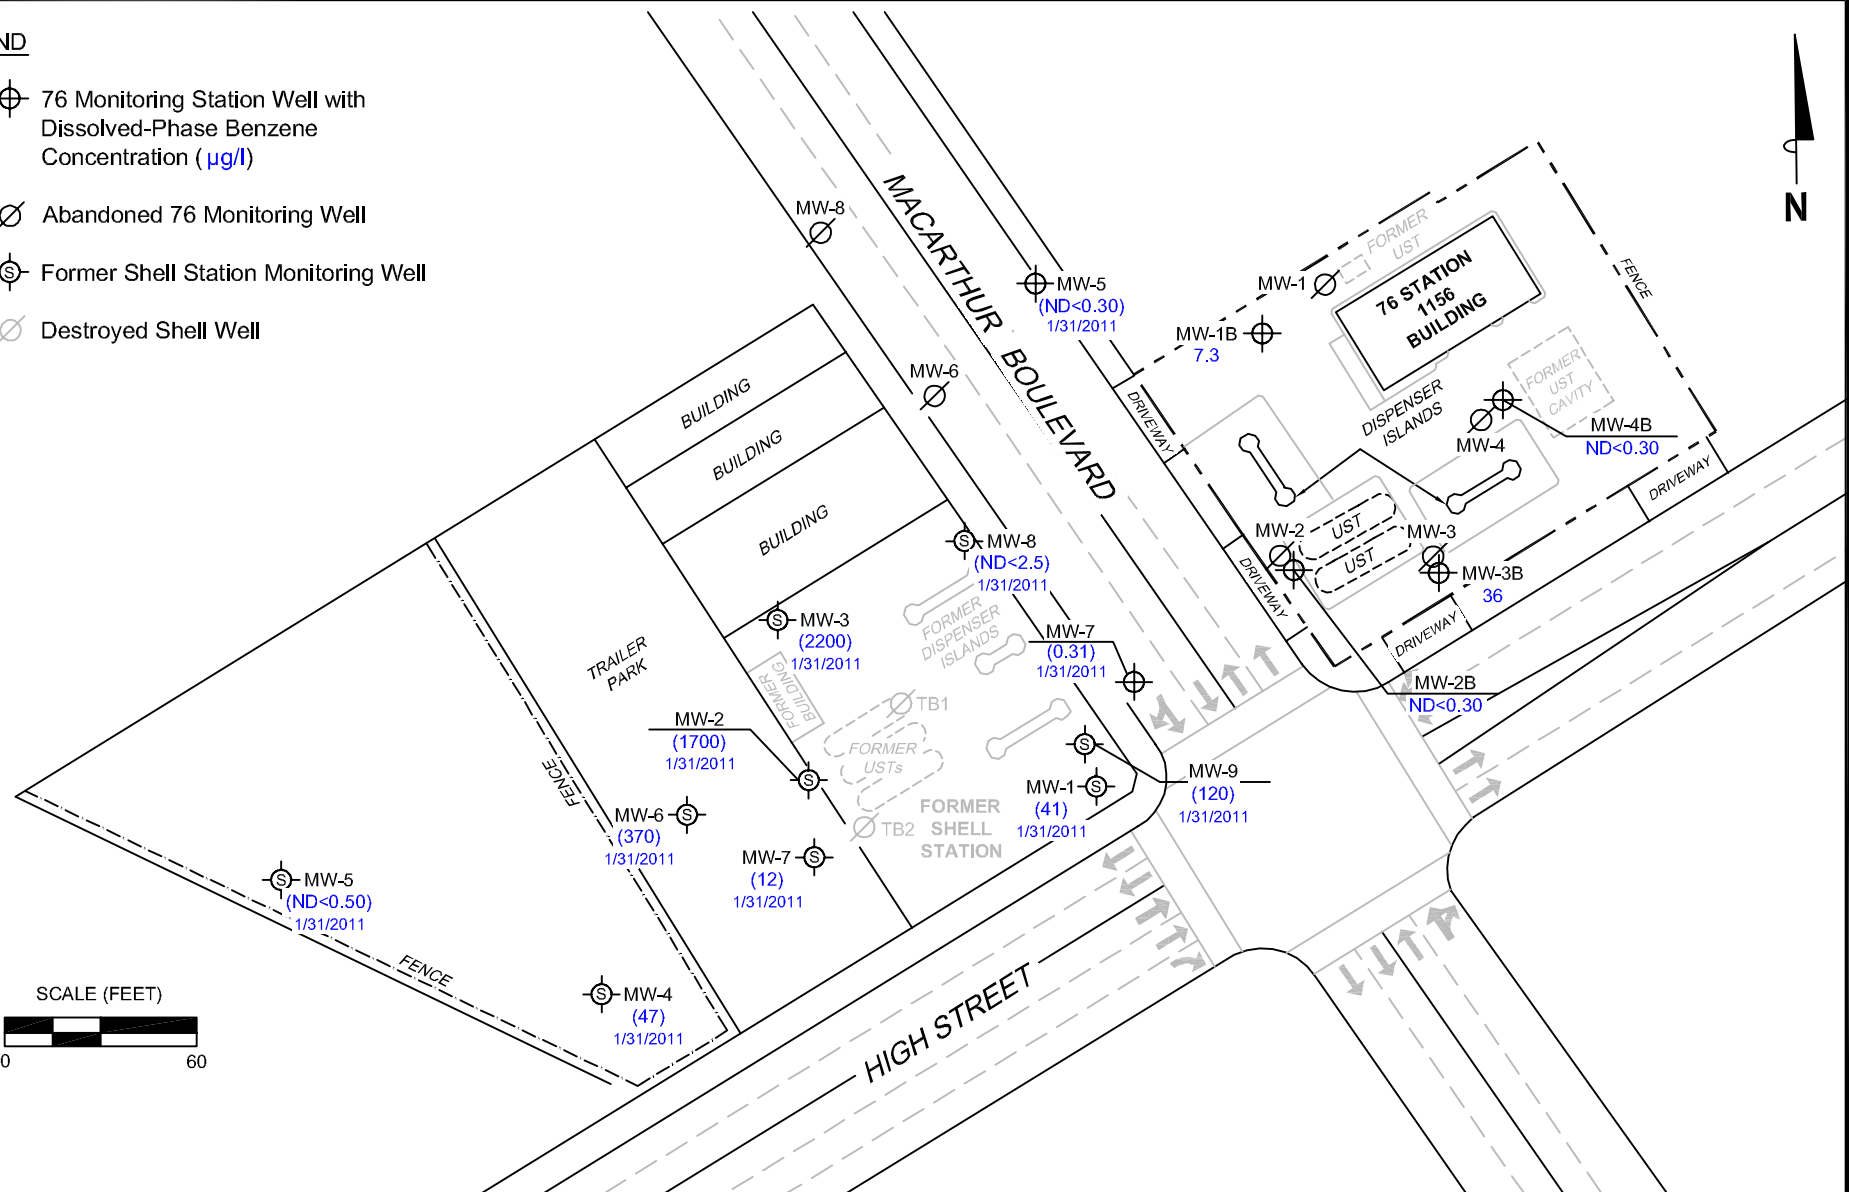 ND
76 Monitoring Station Well with
Dissolved-Phase Benzene
Concentration (µg/l)
Abandoned 76 Monitoring Well
Former Shell Station Monitoring Well
Destroyed Shell Well
N
MACARTHUR BOULEVARD
HIGH STREET
MW-8
MW-5
(ND<0.30)
1/31/2011
MW-6
MW-1
MW-1B
7.3
FORMER
UST
76 STATION
1156
BUILDING
FENCE
FORMER
UST
CAVITY
DISPENSER
ISLANDS
MW-4
MW-4B
ND<0.30
DRIVEWAY
DRIVEWAY
DRIVEWAY
DRIVEWAY
MW-2
UST
UST
MW-3
MW-3B
36
MW-2B
ND<0.30
BUILDING
BUILDING
BUILDING
MW-8
(ND<2.5)
1/31/2011
MW-3
(2200)
1/31/2011
FORMER
DISPENSER
ISLANDS
MW-7
(0.31)
1/31/2011
TRAILER
PARK
FORMER
BUILDING
TB1
MW-2
(1700)
1/31/2011
FORMER
USTs
FENCE
MW-6
(370)
1/31/2011
MW-7
(12)
1/31/2011
TB2
FORMER
SHELL
STATION
MW-1
(41)
1/31/2011
MW-9
(120)
1/31/2011
MW-5
(ND<0.50)
1/31/2011
FENCE
MW-4
(47)
1/31/2011
SCALE (FEET)
0 60